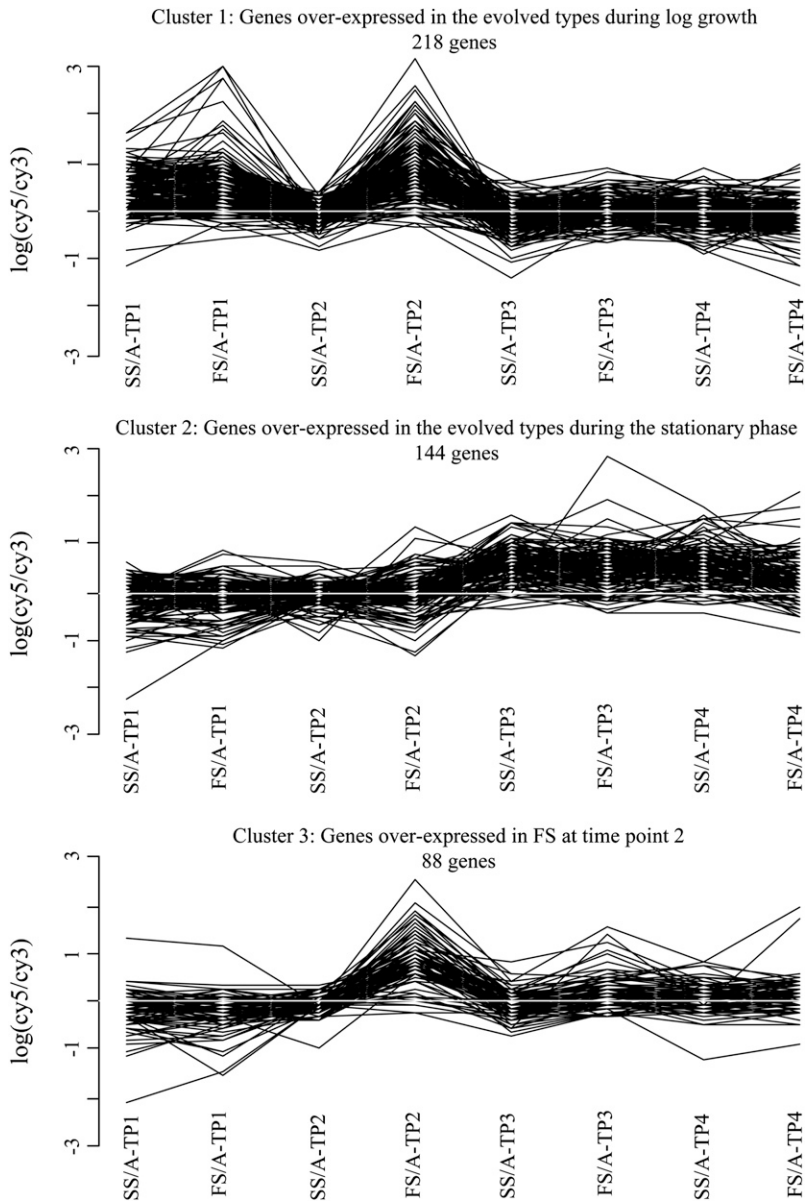 Cluster 1: Genes over-expressed in the evolved types during log growth
218 genes
3
1
-1
-3
log(cy5/cy3)
SS/A-TP1
FS/A-TP1
SS/A-TP2
FS/A-TP2
SS/A-TP3
FS/A-TP3
SS/A-TP4
FS/A-TP4
Cluster 2: Genes over-expressed in the evolved types during the stationary phase
144 genes
3
1
-1
-3
log(cy5/cy3)
SS/A-TP1
FS/A-TP1
SS/A-TP2
FS/A-TP2
SS/A-TP3
FS/A-TP3
SS/A-TP4
FS/A-TP4
Cluster 3: Genes over-expressed in FS at time point 2
88 genes
3
1
-1
-3
log(cy5/cy3)
SS/A-TP1
FS/A-TP1
SS/A-TP2
FS/A-TP2
SS/A-TP3
FS/A-TP3
SS/A-TP4
FS/A-TP4